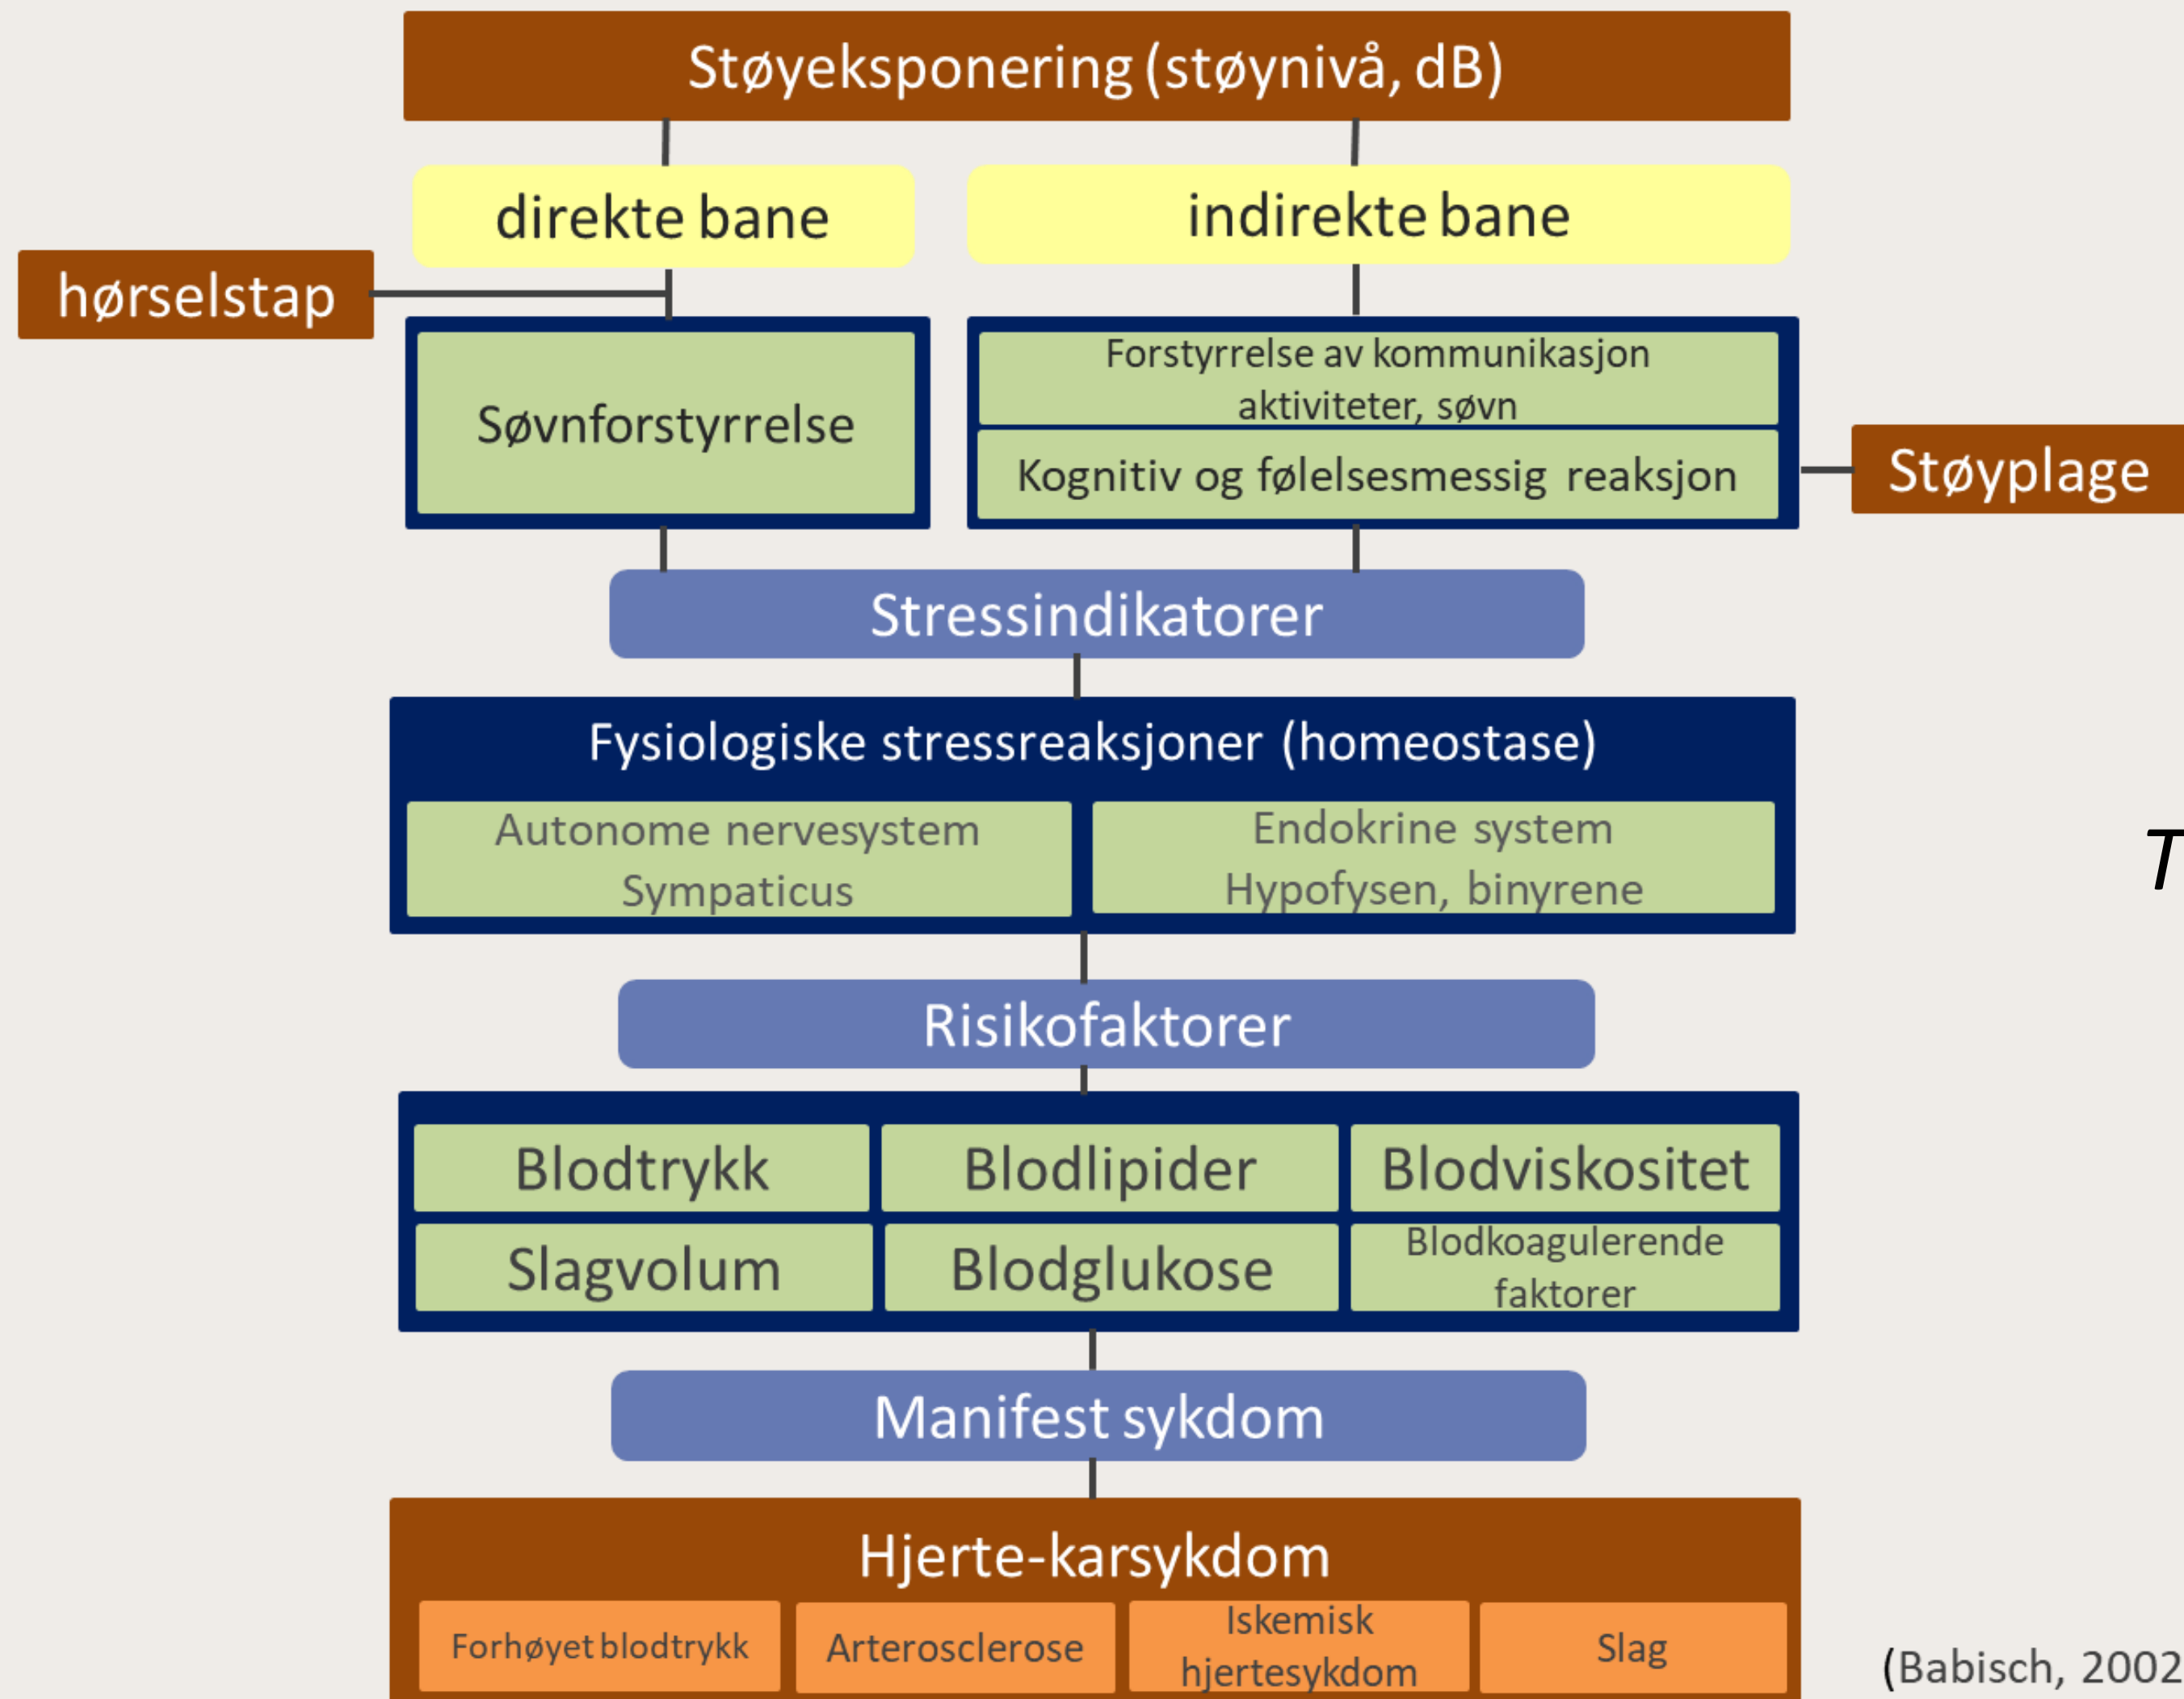 Støyeksponering (støynivå, dB)
direkte bane
indirekte bane
hørselstap
Søvnforstyrrelse
Forstyrrelse av kommunikasjon
aktiviteter, søvn
Kognitiv og følelsesmessig reaksjon
Støyplage
Stressindikatorer
Fysiologiske stressreaksjoner (homeostase)
Autonome nervesystem
Sympaticus
Endokrine system
Hypofysen, binyrene
T
Risikofaktorer
Blodtrykk
Blodlipider
Blodviskositet
Slagvolum
Blodglukose
Blodkoagulerende
faktorer
Manifest sykdom
Hjerte-karsykdom
Forhøyet blodtrykk
Arterosclerose
Iskemisk
hjertesykdom
Slag
(Babisch, 2002